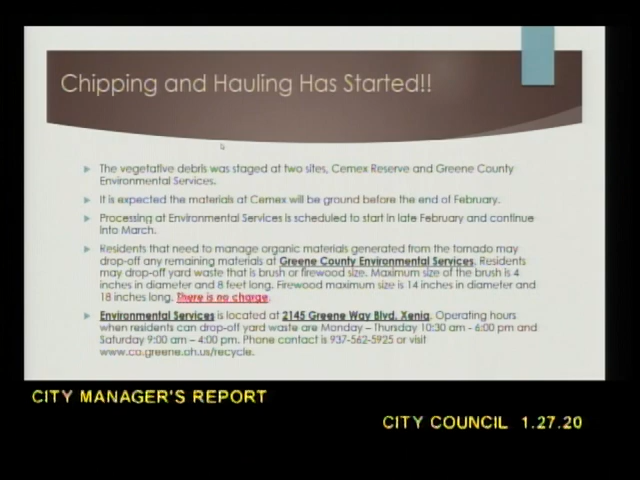 Chipping and Hauling Has Started!!
The vegetative debris was staged at two sites, Cemex Reserve and Greene County
Environmental Services.
It is expected the materials at Cemex will be ground before the end of February.
Processing at Environmental Services is scheduled to start in late February and continue
into March.
Residents that need to manage organic materials generated from the tornado may
drop-off any remaining materials at Greene County Environmental Services. Residents
may drop-off yard waste that is brush or firewood size. Maximum size of the brush is 4
inches in diameter and 8 feet long. Firewood maximum size is 14 inches in diameter and
18 inches long. There is no charge.
Environmental Services is located at 2145 Greene Way Blvd, Xenia. Operating hours
when residents can drop-off yard waste are Monday – Thursday 10:30 am - 6:00 pm and
Saturday 9:00 am – 4:00 pm. Phone contact is 937-562-5925 or visit
www.co.greene.oh.us/recycle.
CITY MANAGER'S REPORT
CITY COUNCIL 1.27.20